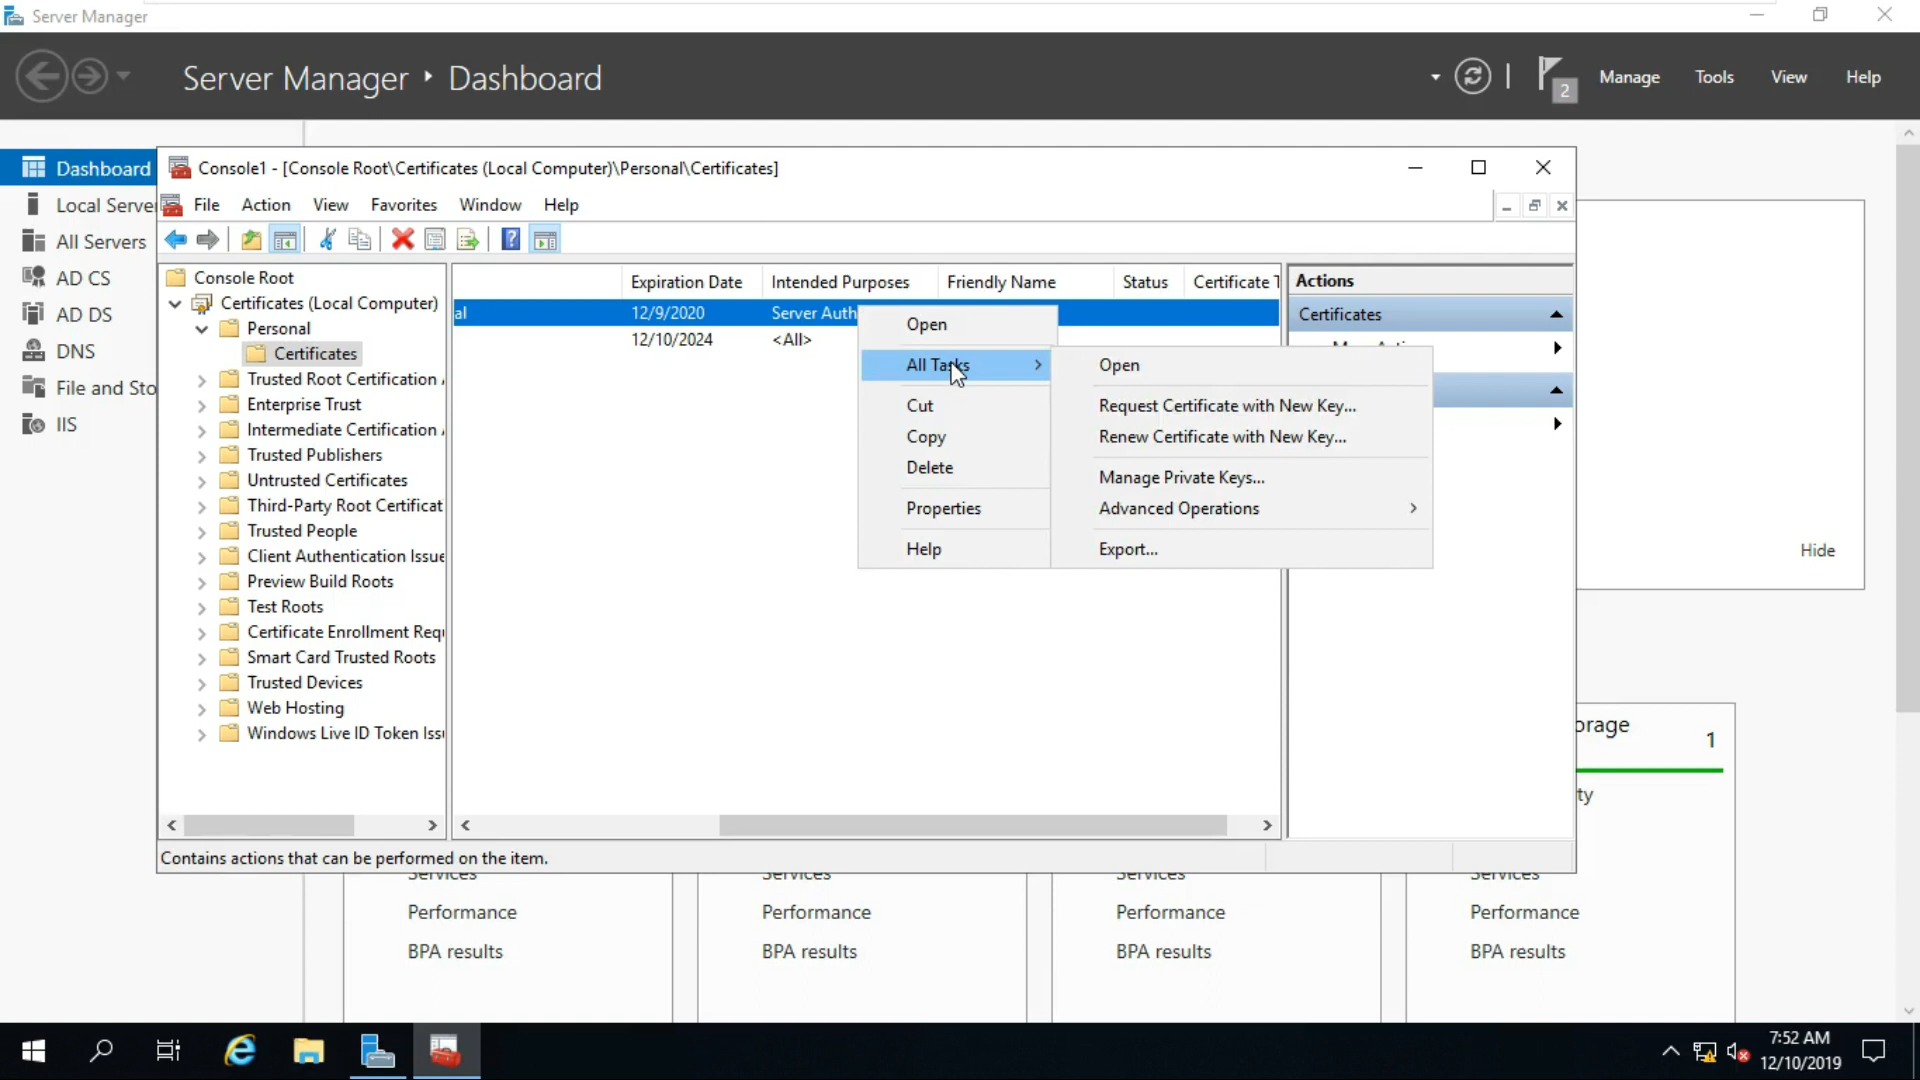 Server Manager
Server Manager • Dashboard
2
Manage
Tools
View
Help
Dashboard
Local Server
All Servers
AD CS
AD DS
DNS
File and Sto
IIS
Console1 - [Console Root\Certificates (Local Computer)\Personal\Certificates]
File
Action
View
Favorites
Window
Help
Console Root
Certificates (Local Computer)
Personal
Certificates
Trusted Root Certification
Enterprise Trust
Intermediate Certification
Trusted Publishers
Untrusted Certificates
Third-Party Root Certificat
Trusted People
Client Authentication Issue
Preview Build Roots
Test Roots
Certificate Enrollment Requ
Smart Card Trusted Roots
Trusted Devices
Web Hosting
Windows Live ID Token Issu
Expiration Date
Intended Purposes
Friendly Name
Status
Certificate T
al
12/9/2020
Server Auth
12/10/2024
<All>
Open
All Tasks
Cut
Copy
Delete
Properties
Help
Open
Request Certificate with New Key...
Renew Certificate with New Key...
Manage Private Keys...
Advanced Operations
Export...
Actions
Certificates
Hide
orage
1
ty
Contains actions that can be performed on the item.
Services
Performance
BPA results
Services
Performance
BPA results
Services
Performance
BPA results
Services
Performance
BPA results
7:52 AM
12/10/2019